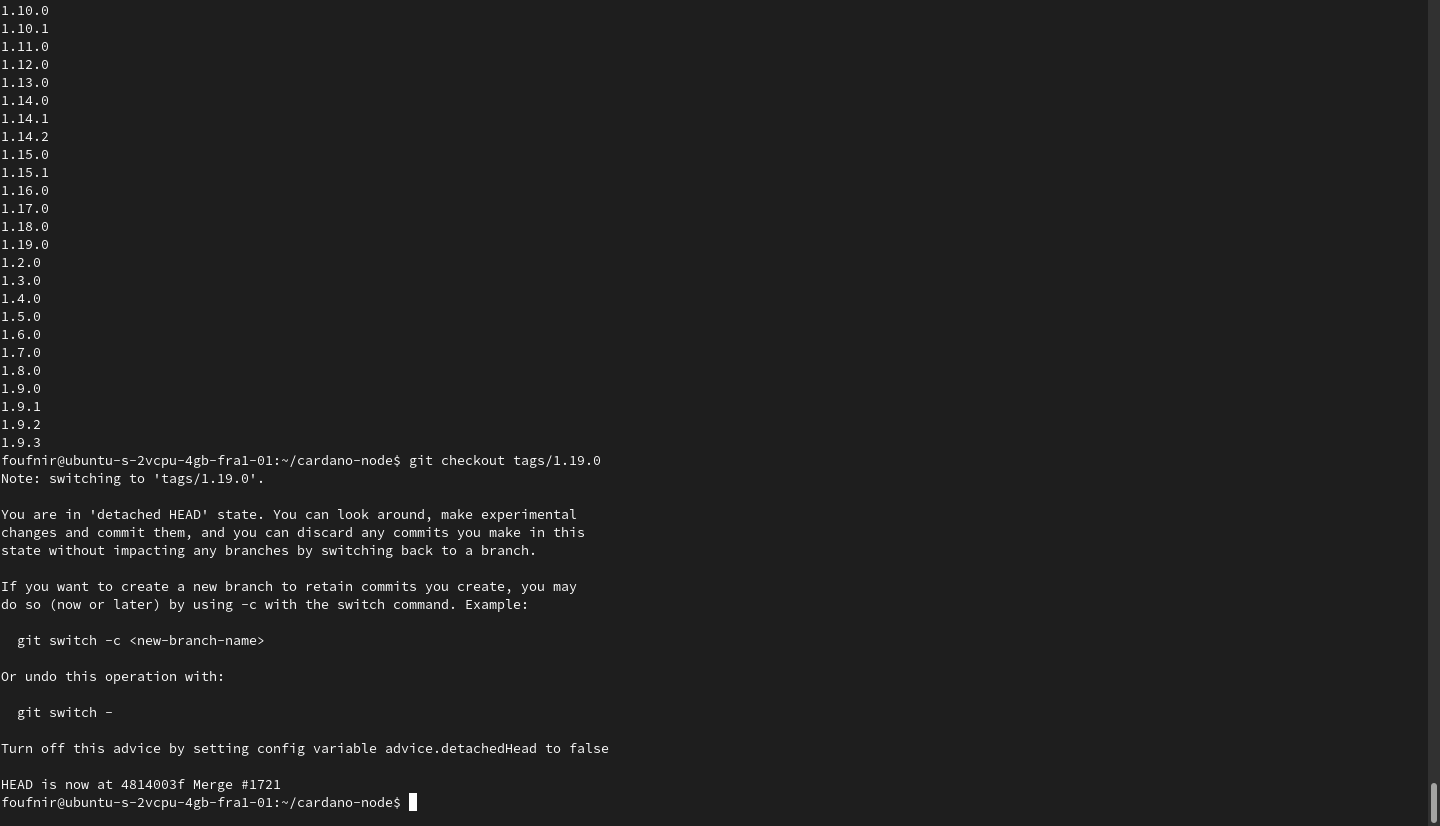 1.10.0
1.10.1
1.11.0
1.12.0
1.13.0
1.14.0
1.14.1
1.14.2
1.15.0
1.15.1
1.16.0
1.17.0
1.18.0
1.19.0
1.2.0
1.3.0
1.4.0
1.5.0
1.6.0
1.7.0
1.8.0
1.9.0
1.9.1
1.9.2
1.9.3
foufnir@ubuntu-s-2vcpu-4gb-fra1-01:~/cardano-node$ git checkout tags/1.19.0
Note: switching to 'tags/1.19.0'.

You are in 'detached HEAD' state. You can look around, make experimental
changes and commit them, and you can discard any commits you make in this
state without impacting any branches by switching back to a branch.

If you want to create a new branch to retain commits you create, you may
do so (now or later) by using -c with the switch command. Example:

  git switch -c <new-branch-name>

Or undo this operation with:

  git switch -

Turn off this advice by setting config variable advice.detachedHead to false

HEAD is now at 4814003f Merge #1721
foufnir@ubuntu-s-2vcpu-4gb-fra1-01:~/cardano-node$